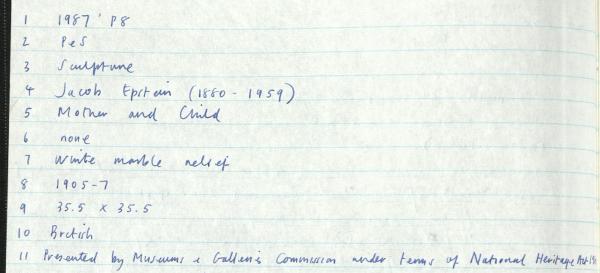 1 1987 ' P8
2 PeS
3 Sculpture
4 Jacob Epstein (1880 - 1959)
5 Mother and Child
6 none
7 White marble relief
8 1905-7
9 35.5 x 35.5
10 British
11 Presented by Museums & Galleries Commission under terms of National Heritage Act